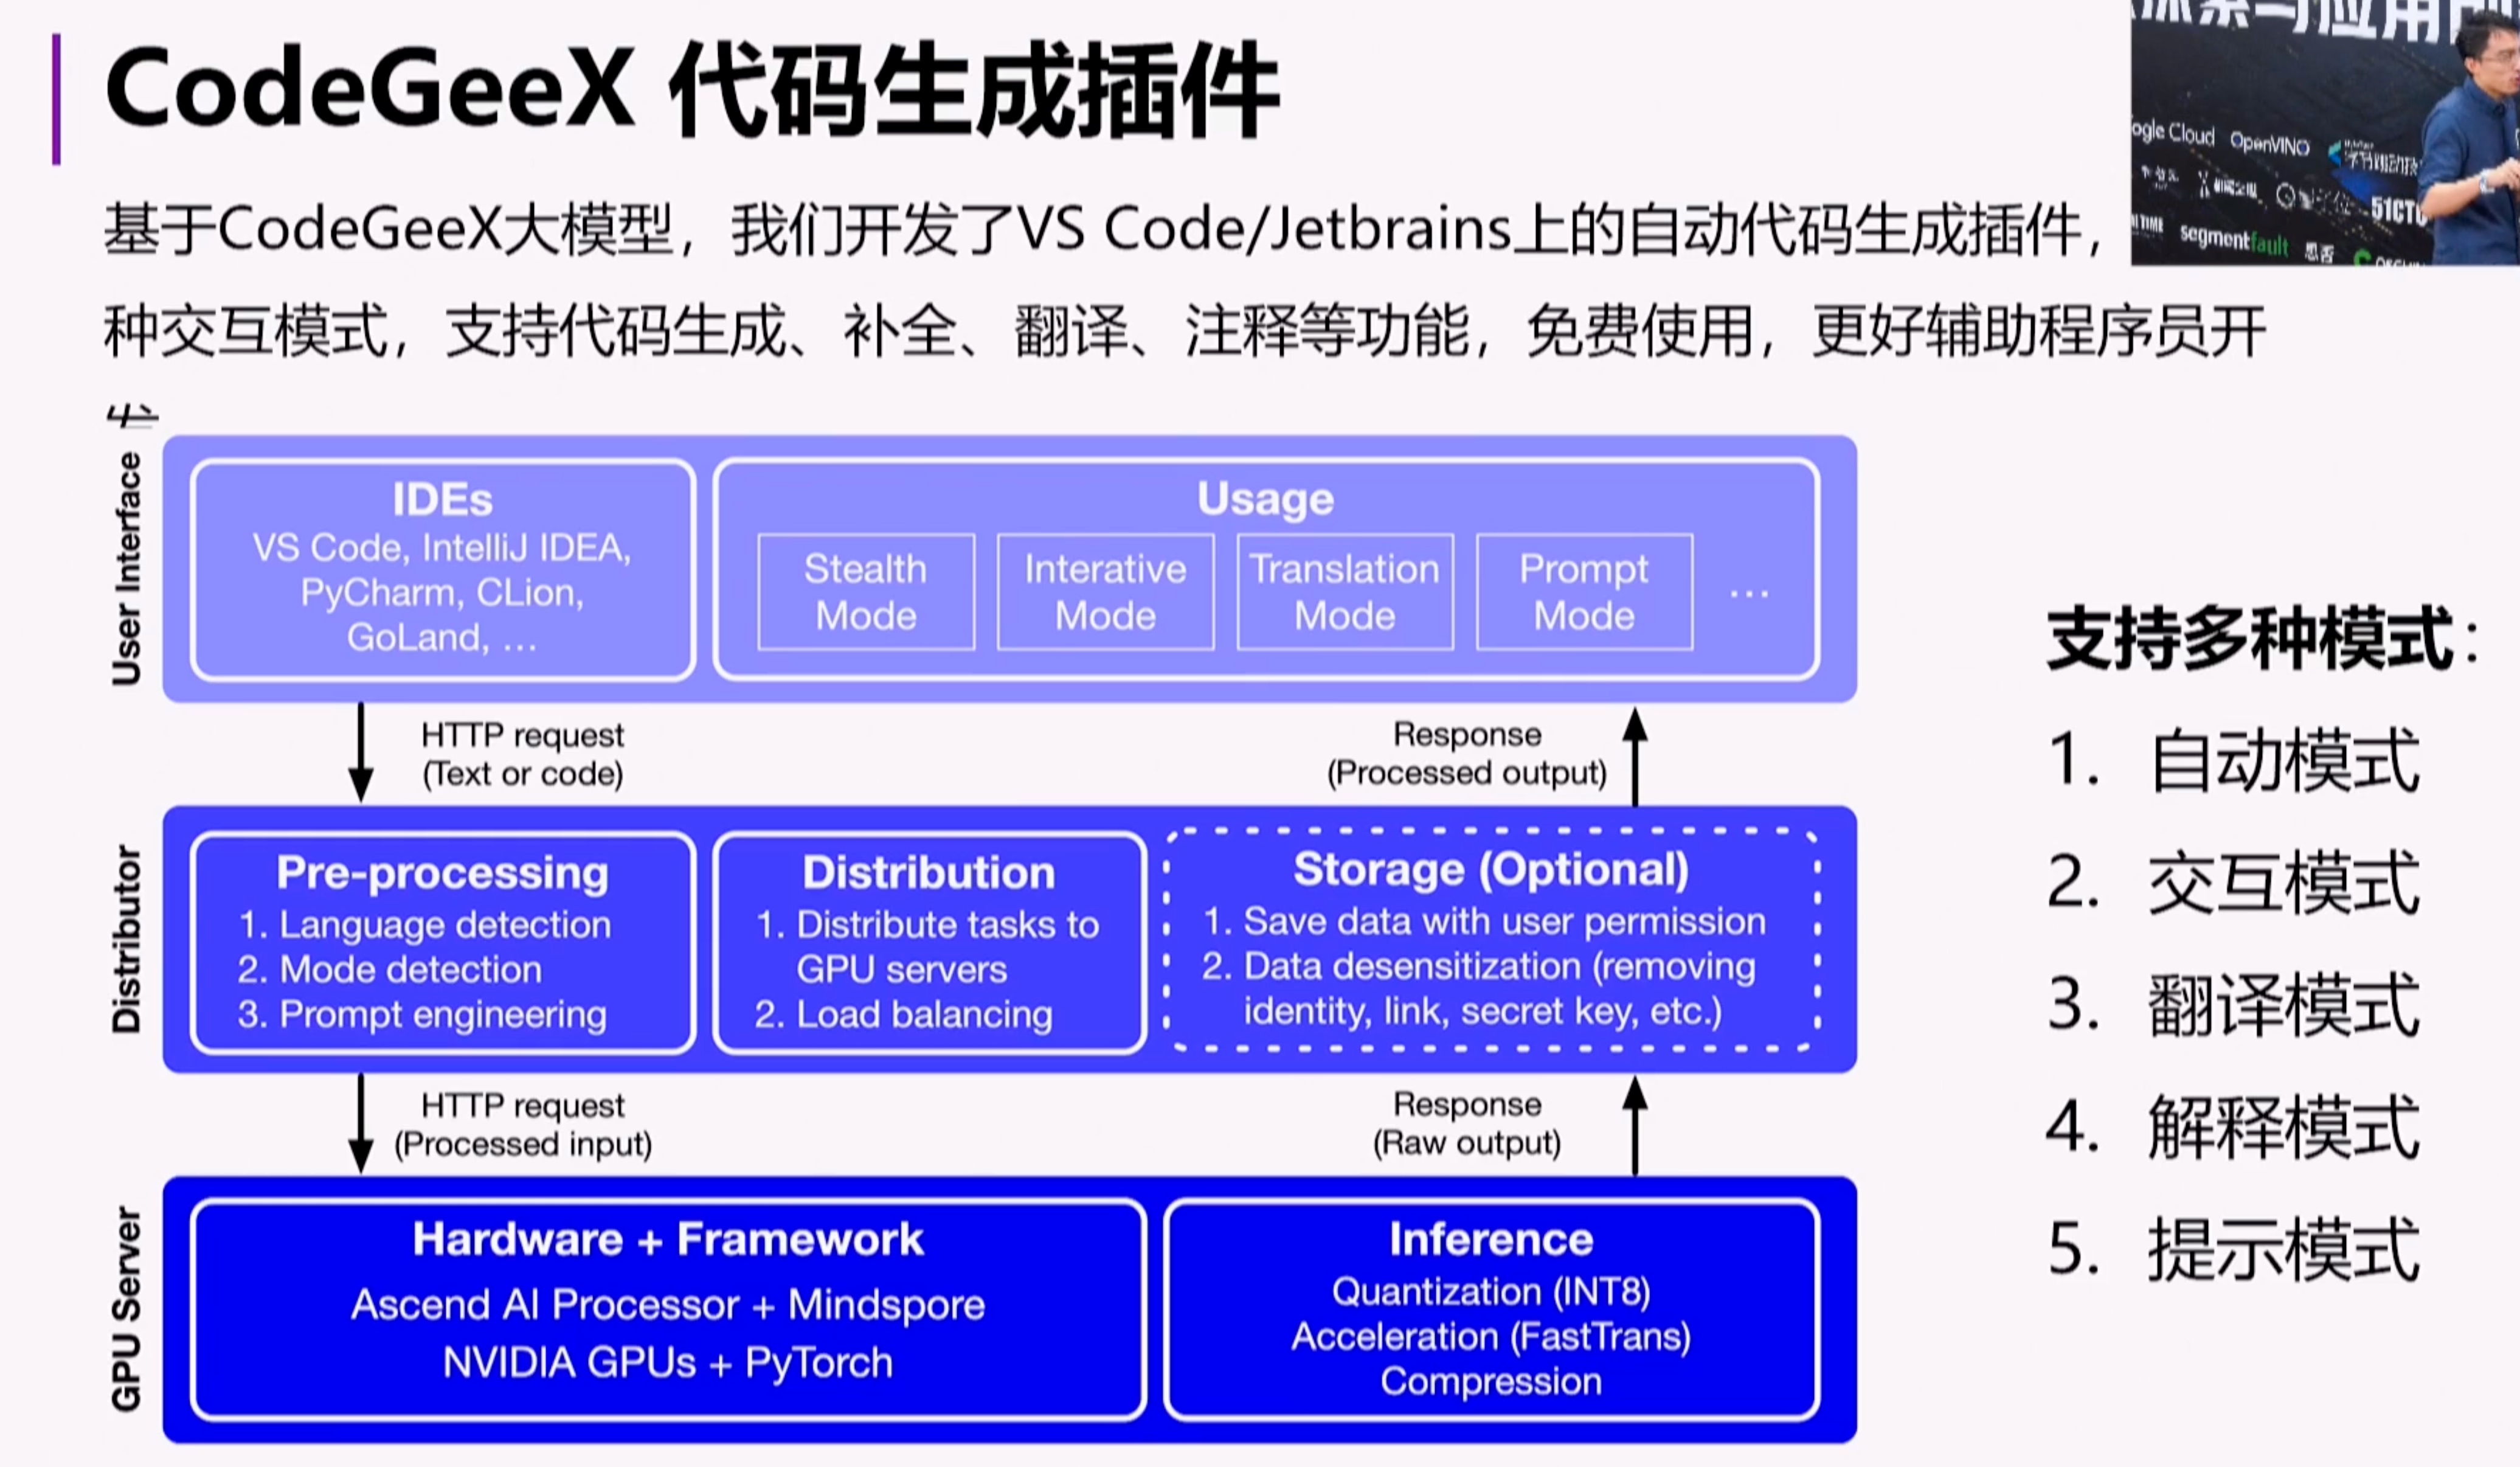 CodeGeeX 代码生成插件
基于CodeGeeX大模型，我们开发了VS Code/Jetbrains上的自动代码生成插件，
种交互模式，支持代码生成、补全、翻译、注释等功能，免费使用，更好辅助程序员开
ogle Cloud OpenVINO
51CTO
segmentfault 思否
User Interface
IDEs
VS Code, IntelliJ IDEA,
PyCharm, CLion,
GoLand, ...
Usage
Stealth
Mode
Interative
Mode
Translation
Mode
Prompt
Mode
...
HTTP request
(Text or code)
Response
(Processed output)
Distributor
Pre-processing
1. Language detection
2. Mode detection
3. Prompt engineering
Distribution
1. Distribute tasks to
GPU servers
2. Load balancing
Storage (Optional)
1. Save data with user permission
2. Data desensitization (removing
identity, link, secret key, etc.)
HTTP request
(Processed input)
Response
(Raw output)
GPU Server
Hardware + Framework
Ascend AI Processor + Mindspore
NVIDIA GPUs + PyTorch
Inference
Quantization (INT8)
Acceleration (FastTrans)
Compression
支持多种模式：
1. 自动模式
2. 交互模式
3. 翻译模式
4. 解释模式
5. 提示模式